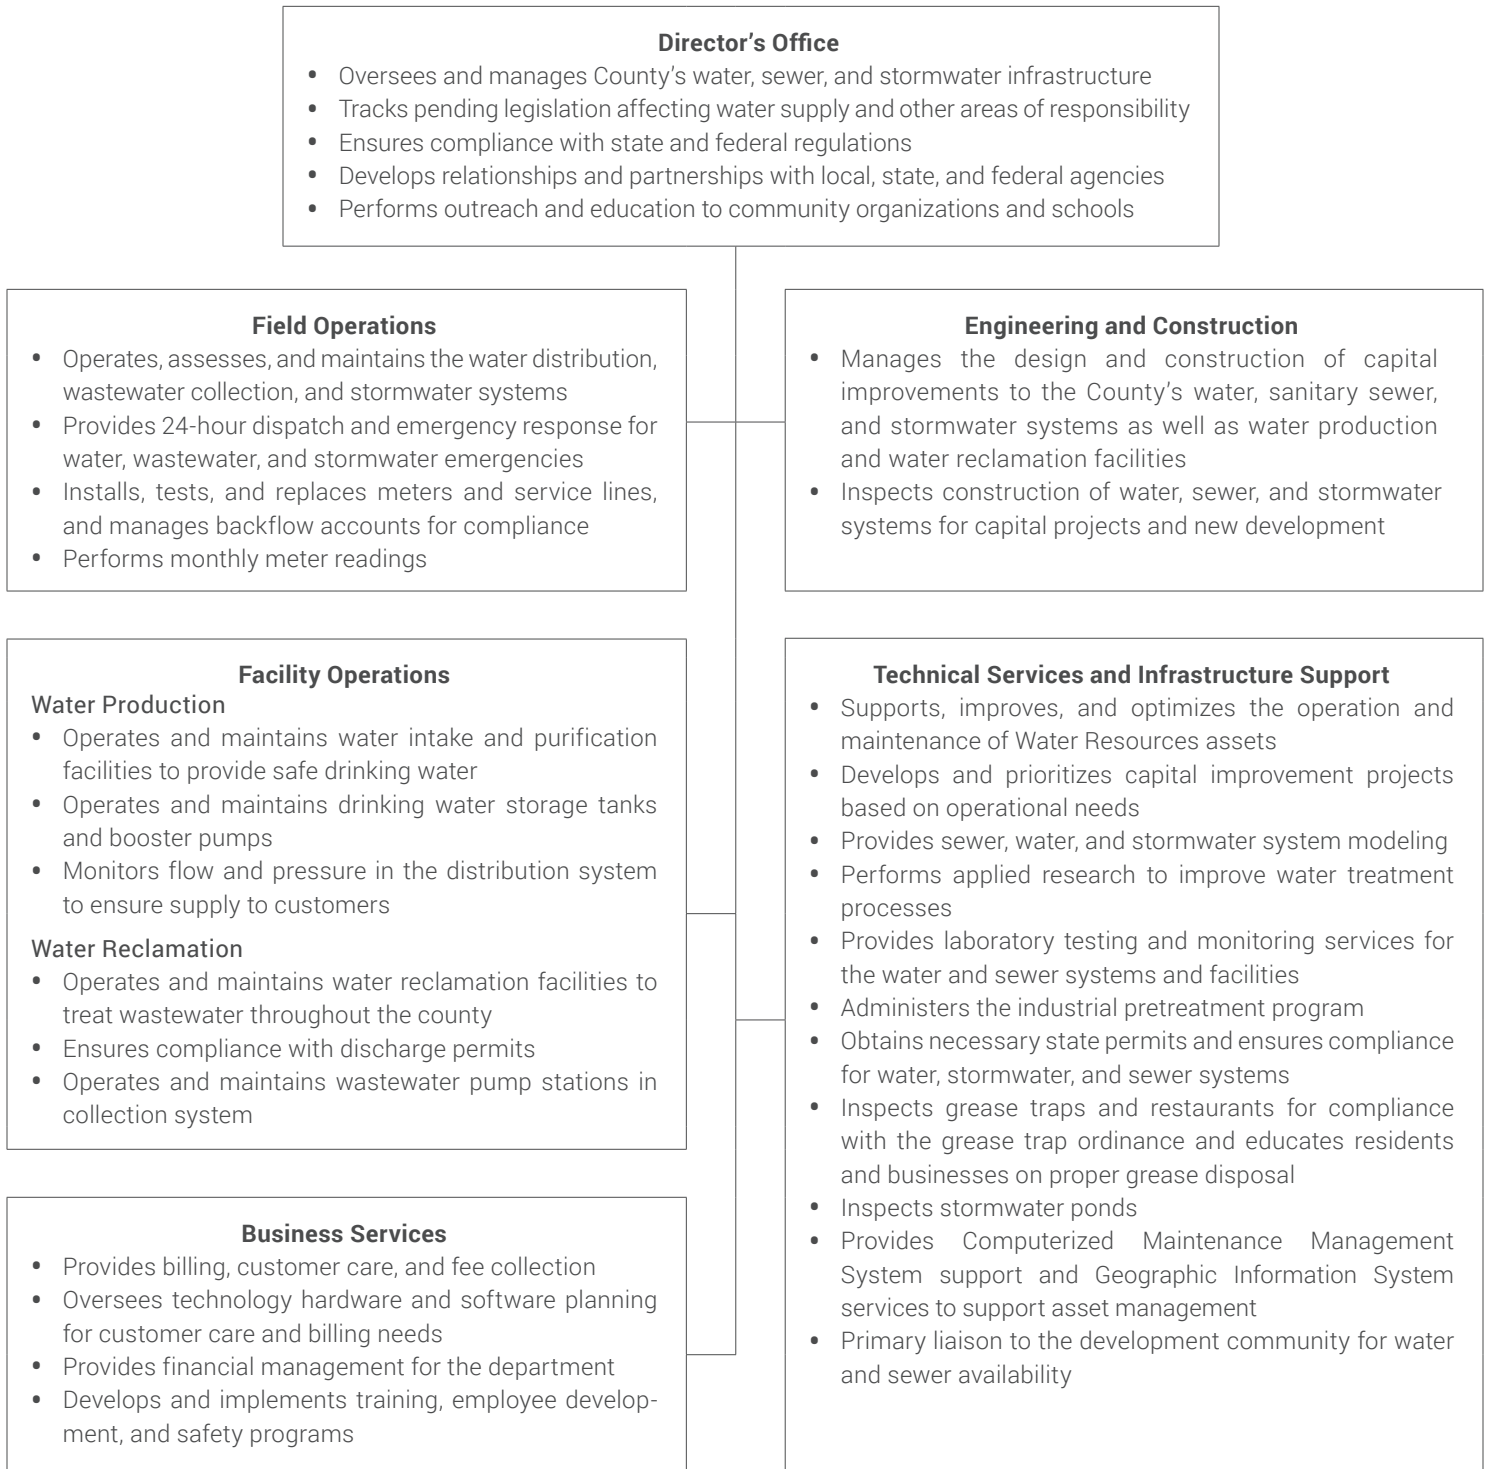 Director’s Office
• Oversees and manages County’s water, sewer, and stormwater infrastructure
• Tracks pending legislation affecting water supply and other areas of responsibility
• Ensures compliance with state and federal regulations
• Develops relationships and partnerships with local, state, and federal agencies
• Performs outreach and education to community organizations and schools
Field Operations
• Operates, assesses, and maintains the water distribution,
wastewater collection, and stormwater systems
• Provides 24-hour dispatch and emergency response for
water, wastewater, and stormwater emergencies
• Installs, tests, and replaces meters and service lines,
and manages backflow accounts for compliance
• Performs monthly meter readings
Engineering and Construction
• Manages the design and construction of capital
improvements to the County’s water, sanitary sewer,
and stormwater systems as well as water production
and water reclamation facilities
• Inspects construction of water, sewer, and stormwater
systems for capital projects and new development
Facility Operations
Water Production
• Operates and maintains water intake and purification
facilities to provide safe drinking water
• Operates and maintains drinking water storage tanks
and booster pumps
• Monitors flow and pressure in the distribution system
to ensure supply to customers
Water Reclamation
• Operates and maintains water reclamation facilities to
treat wastewater throughout the county
• Ensures compliance with discharge permits
• Operates and maintains wastewater pump stations in
collection system
Technical Services and Infrastructure Support
• Supports, improves, and optimizes the operation and
maintenance of Water Resources assets
• Develops and prioritizes capital improvement projects
based on operational needs
• Provides sewer, water, and stormwater system modeling
• Performs applied research to improve water treatment
processes
• Provides laboratory testing and monitoring services for
the water and sewer systems and facilities
• Administers the industrial pretreatment program
• Obtains necessary state permits and ensures compliance
for water, stormwater, and sewer systems
• Inspects grease traps and restaurants for compliance
with the grease trap ordinance and educates residents
and businesses on proper grease disposal
• Inspects stormwater ponds
• Provides Computerized Maintenance Management
System support and Geographic Information System
services to support asset management
• Primary liaison to the development community for water
and sewer availability
Business Services
• Provides billing, customer care, and fee collection
• Oversees technology hardware and software planning
for customer care and billing needs
• Provides financial management for the department
• Develops and implements training, employee develop-
ment, and safety programs